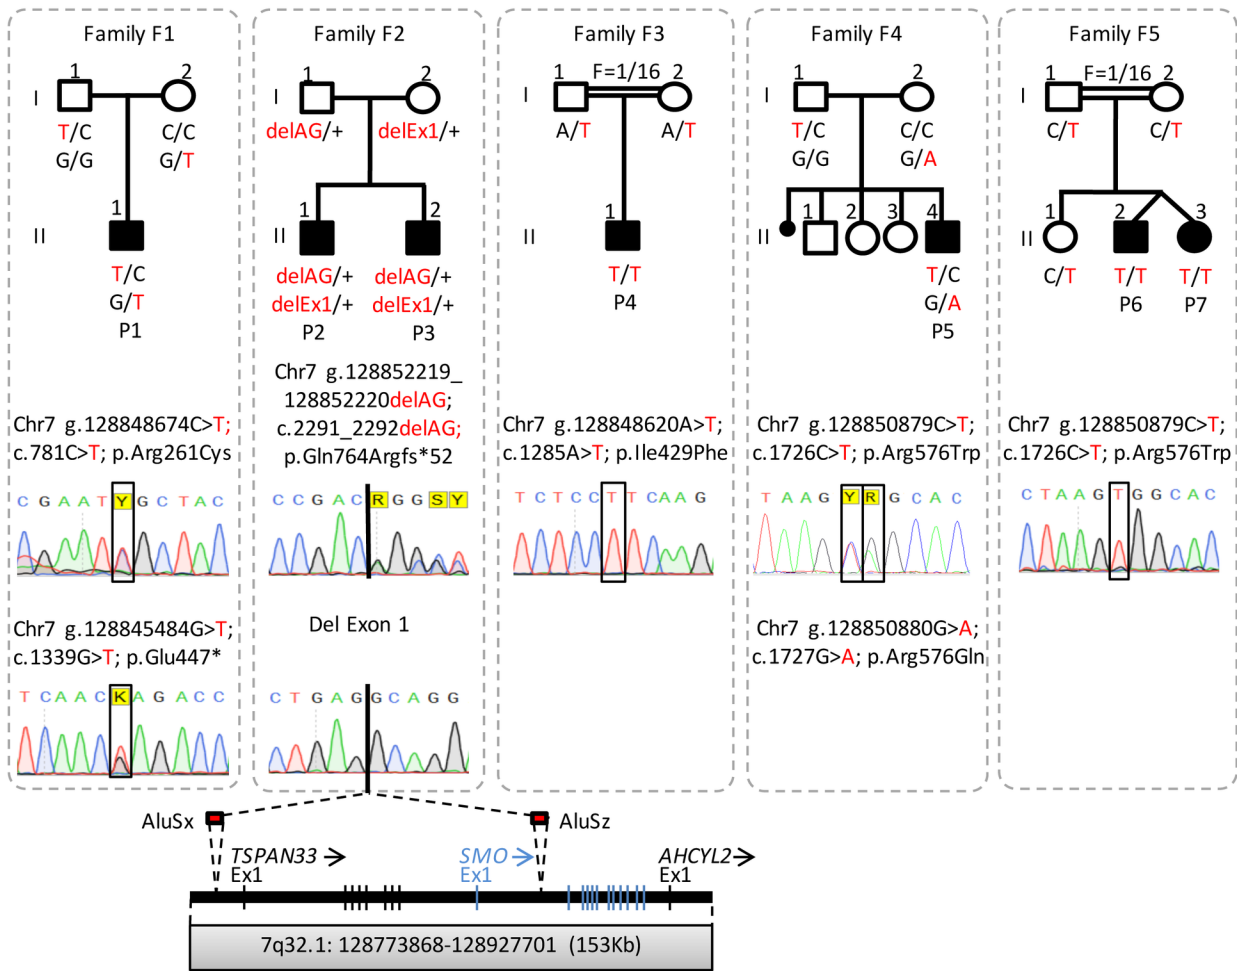 Family F1
1
2
I
T/C
C/C
G/G
G/T
1
II
T/C
G/T
P1
Chr7 g.128848674C>T;
c.781C>T; p.Arg261Cys
C G A A T Y G C T A C
Chr7 g.128845484G>T;
c.1339G>T; p.Glu447*
T C A A C K A G A C C
Family F2
1
2
I
delAG/+
delEx1/+
1
2
II
delAG/+
delAG/+
delEx1/+
delEx1/+
P2
P3
Chr7 g.128852219_
128852220delAG;
c.2291_2292delAG;
p.Gln764Argfs*52
C C G A C R G G S Y
Del Exon 1
C T G A G G C A G G
Family F3
1
F=1/16
2
I
A/T
A/T
1
II
T/T
P4
Chr7 g.128848620A>T;
c.1285A>T; p.Ile429Phe
T C T C C T T C A A G
Family F4
1
2
I
T/C
C/C
G/G
G/A
1
2
3
4
II
T/C
G/A
P5
Chr7 g.128850879C>T;
c.1726C>T; p.Arg576Trp
T A A G Y R G C A C
Chr7 g.128850880G>A;
c.1727G>A; p.Arg576Gln
Family F5
1
F=1/16
2
I
C/T
C/T
1
2
3
II
C/T
T/T
T/T
P6
P7
Chr7 g.128850879C>T;
c.1726C>T; p.Arg576Trp
C T A A G T G G C A C
AluSx
AluSz
TSPAN33
SMO
AHCYL2
Ex1
Ex1
Ex1
7q32.1: 128773868-128927701 (153Kb)